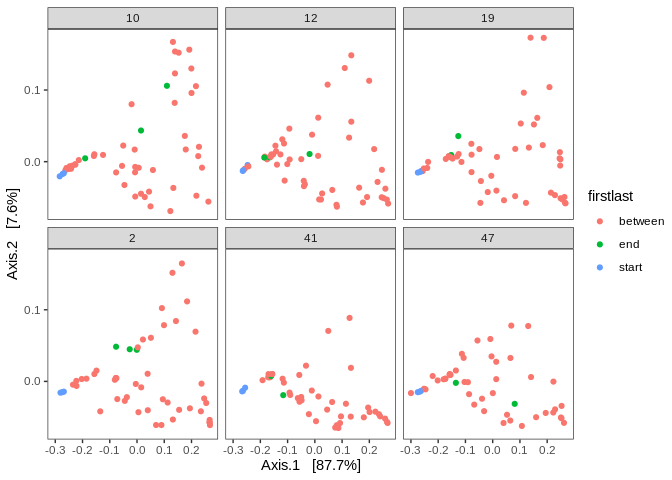 10 12 19
0.1
0.0
2 41 47
0.1
0.0
-0.3 -0.2 -0.1 0.0 0.1 0.2 -0.3 -0.2 -0.1 0.0 0.1 0.2 -0.3 -0.2 -0.1 0.0 0.1 0.2
Axis.1 [87.7%]
Axis.2 [7.6%]
firstlast
between
end
start